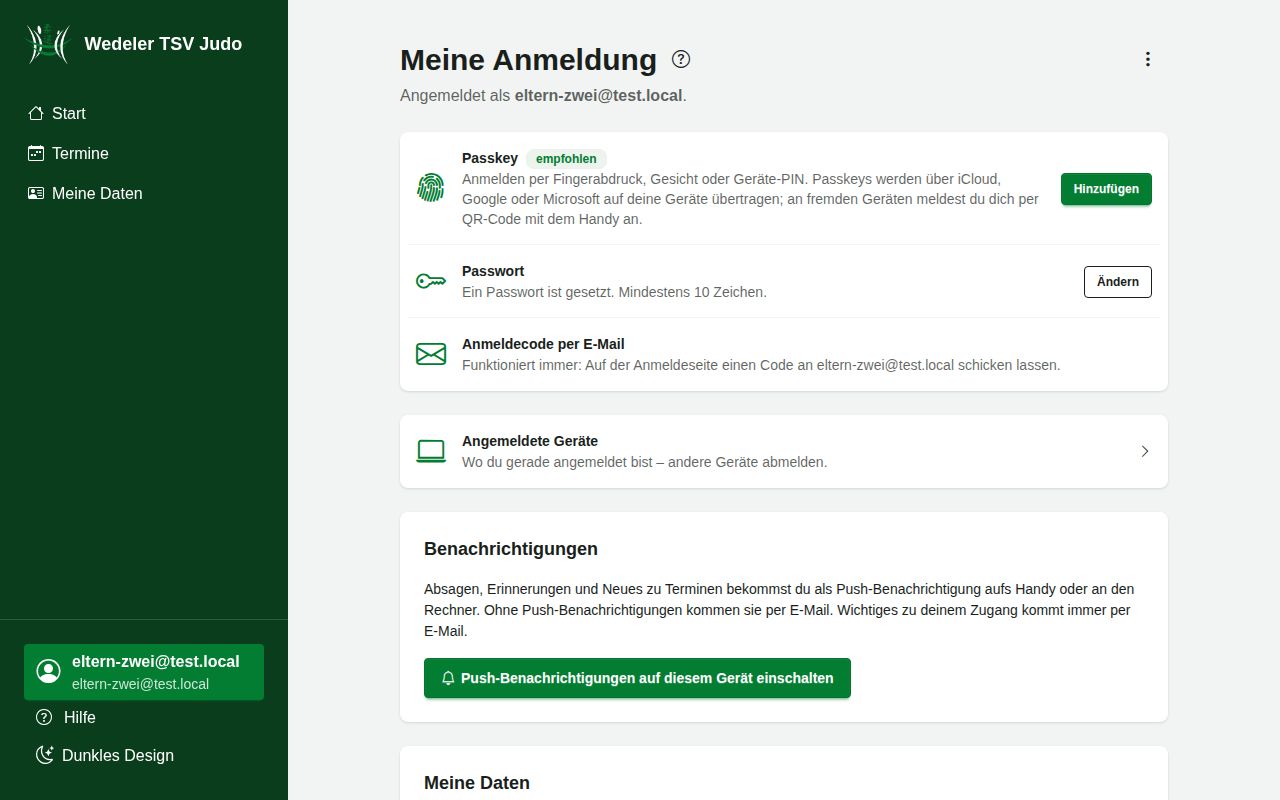 Wedeler TSV Judo
Start
Termine
Meine Daten
eltern-zwei@test.local
eltern-zwei@test.local
Hilfe
Dunkles Design
Meine Anmeldung
Angemeldet als eltern-zwei@test.local.
Passkey empfohlen
Anmelden per Fingerabdruck, Gesicht oder Geräte-PIN. Passkeys werden über iCloud,
Google oder Microsoft auf deine Geräte übertragen; an fremden Geräten meldest du dich per
QR-Code mit dem Handy an.
Hinzufügen
Passwort
Ein Passwort ist gesetzt. Mindestens 10 Zeichen.
Ändern
Anmeldecode per E-Mail
Funktioniert immer: Auf der Anmeldeseite einen Code an eltern-zwei@test.local schicken lassen.
Angemeldete Geräte
Wo du gerade angemeldet bist – andere Geräte abmelden.
Benachrichtigungen
Absagen, Erinnerungen und Neues zu Terminen bekommst du als Push-Benachrichtigung aufs Handy oder an den
Rechner. Ohne Push-Benachrichtigungen kommen sie per E-Mail. Wichtiges zu deinem Zugang kommt immer per
E-Mail.
Push-Benachrichtigungen auf diesem Gerät einschalten
Meine Daten